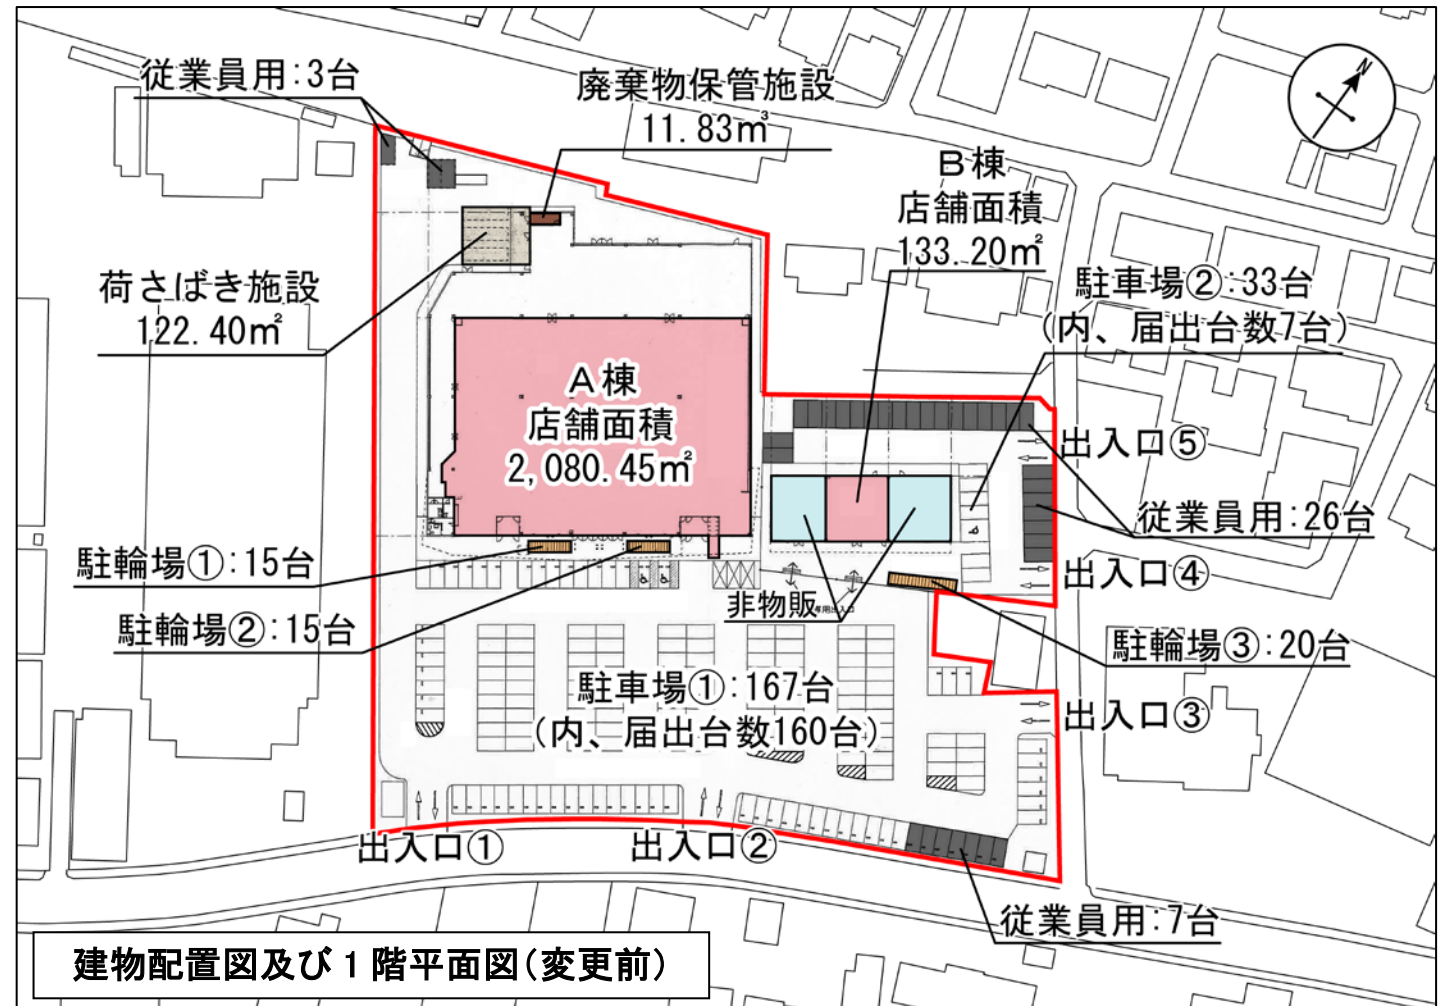 従業員用:3台
廃棄物保管施設
11.83㎥
N
B棟
店舗面積
133.20㎡
荷さばき施設
122.40㎡
駐車場②:33台
(内、届出台数7台)
A棟
店舗面積
2,080.45㎡
出入口⑤
従業員用:26台
駐輪場①:15台
出入口④
非物販
駐輪場②:15台
駐輪場③:20台
駐車場①:167台
(内、届出台数160台)
出入口③
出入口①
出入口②
従業員用:7台
建物配置図及び1階平面図(変更前)